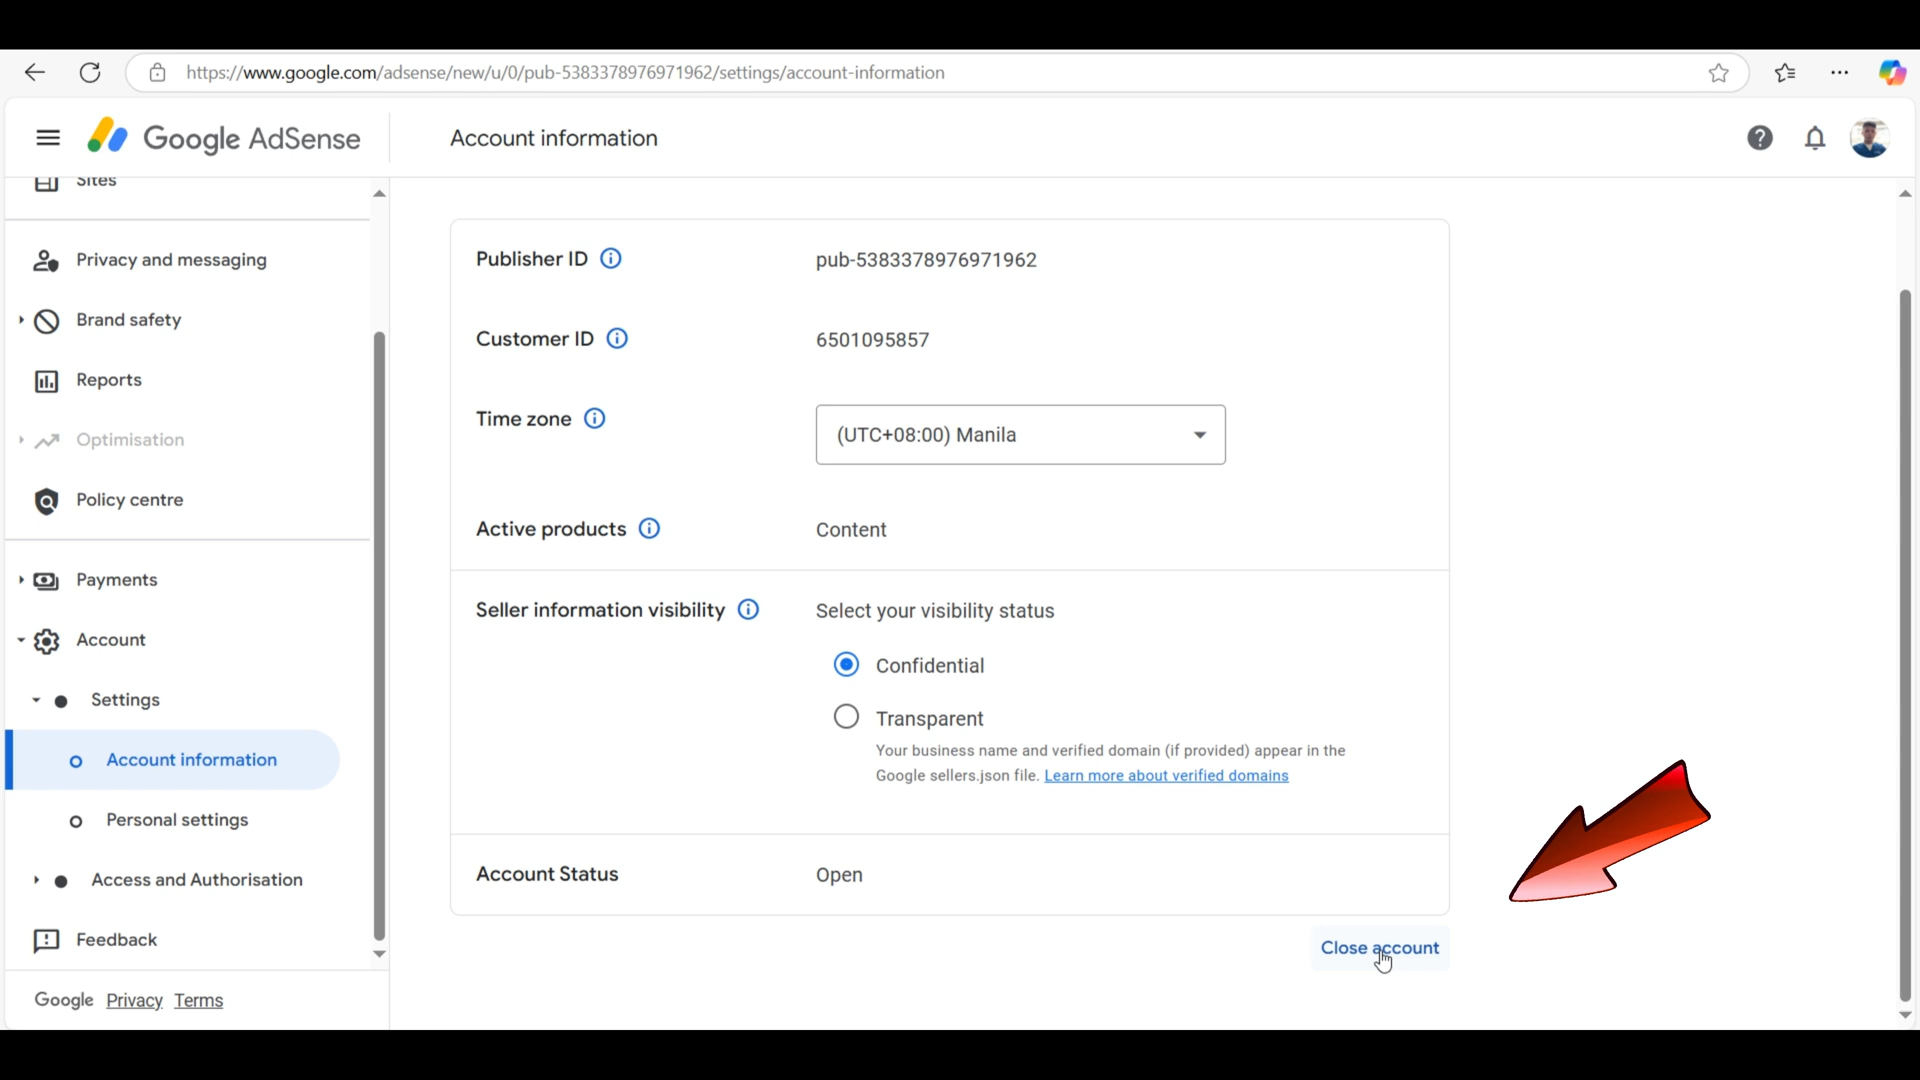 https://www.google.com/adsense/new/u/0/pub-5383378976971962/settings/account-information
Google AdSense
Account information
Sites
Privacy and messaging
Brand safety
Reports
Optimisation
Policy centre
Payments
Account
Settings
Account information
Personal settings
Access and Authorisation
Feedback
Google Privacy Terms
Publisher ID
pub-5383378976971962
Customer ID
6501095857
Time zone
(UTC+08:00) Manila
Active products
Content
Seller information visibility
Select your visibility status
Confidential
Transparent
Your business name and verified domain (if provided) appear in the
Google sellers.json file. Learn more about verified domains
Account Status
Open
Close account